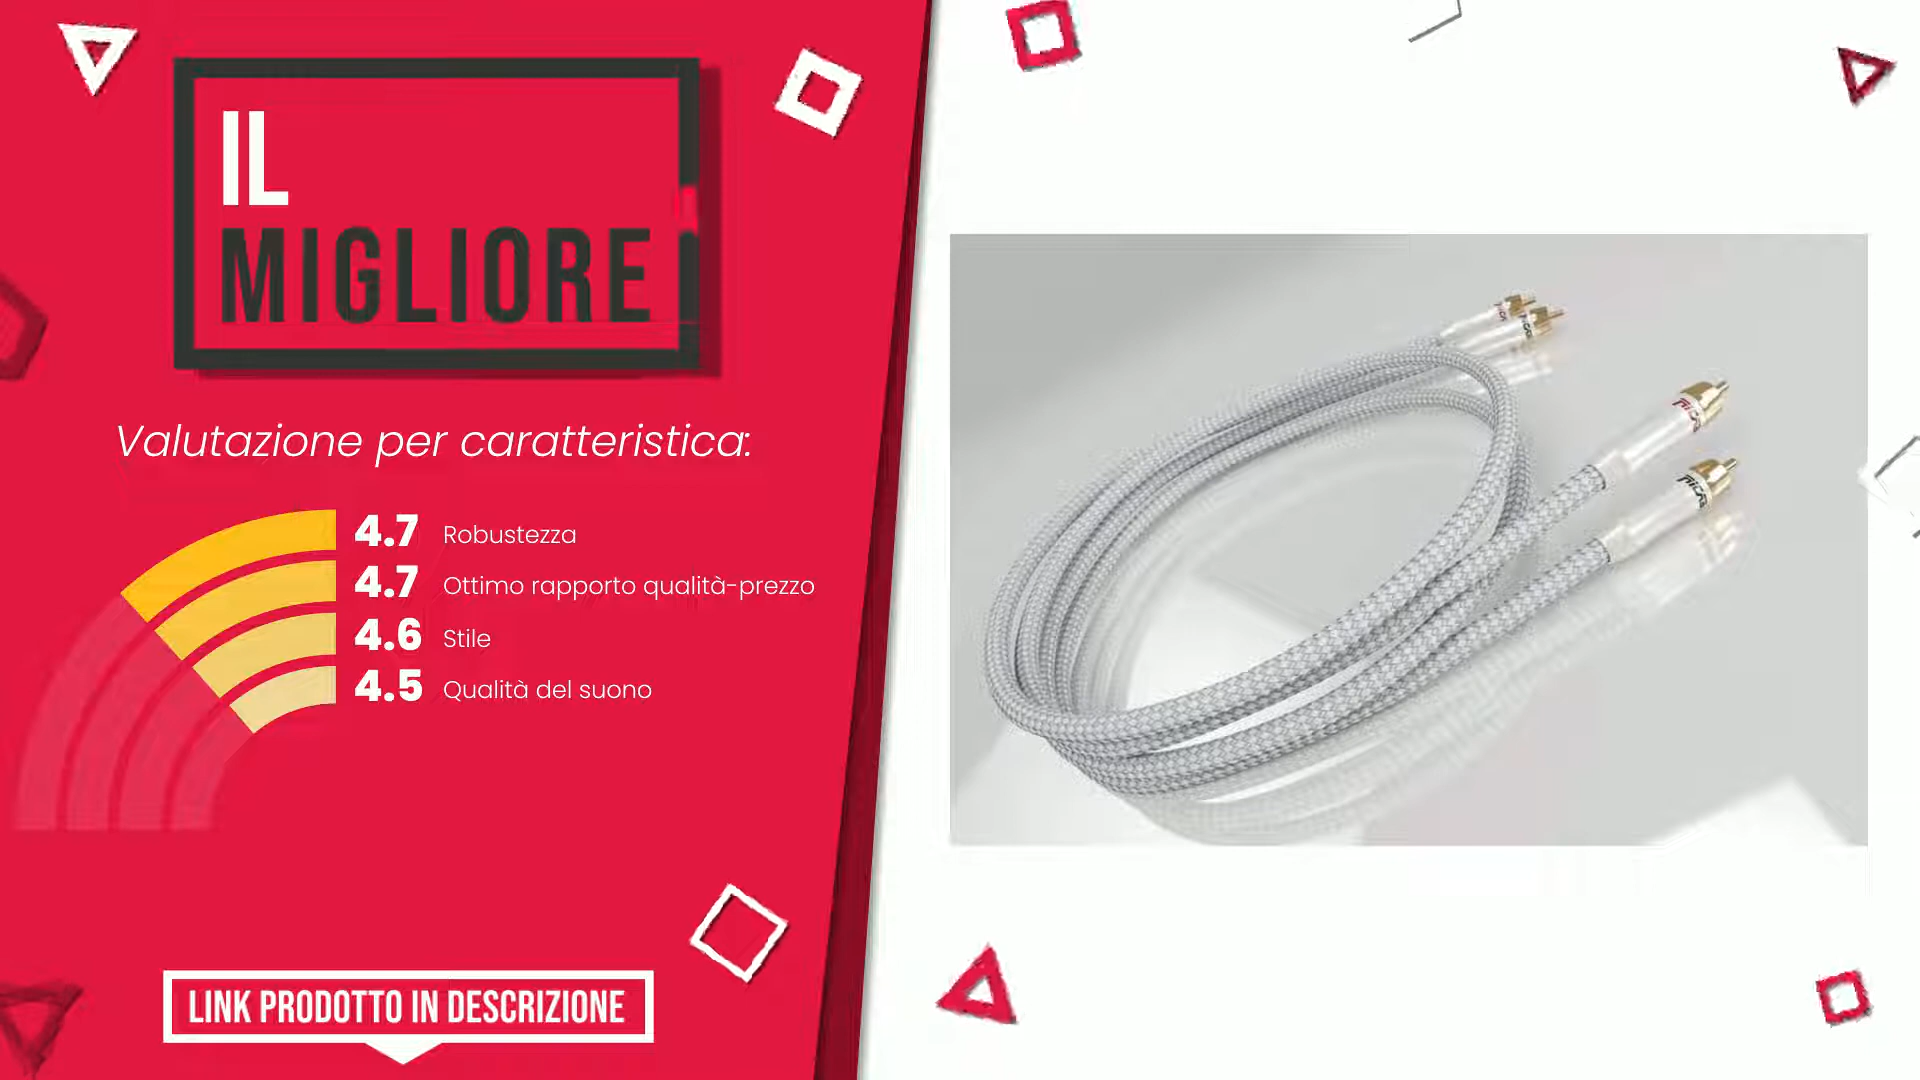 IL
MIGLIORE
Valutazione per caratteristica:
4.7 Robustezza
4.7 Ottimo rapporto qualità-prezzo
4.6 Stile
4.5 Qualità del suono
LINK PRODOTTO IN DESCRIZIONE